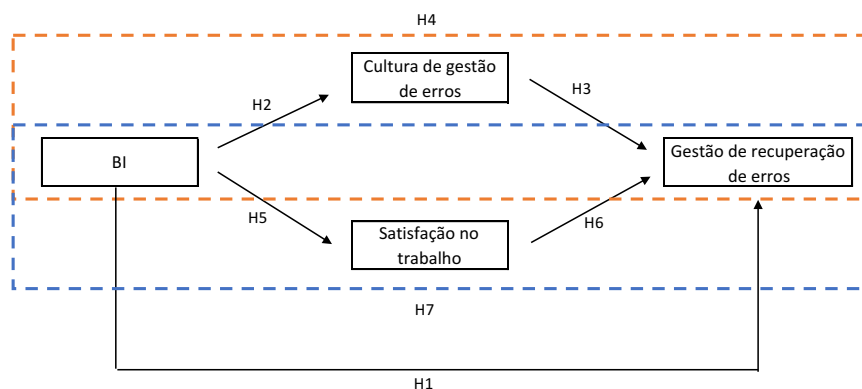 H4
Cultura de gestão
de erros
H2
H3
BI
Gestão de recuperação
de erros
H5
Satisfação no
trabalho
H6
H7
H1